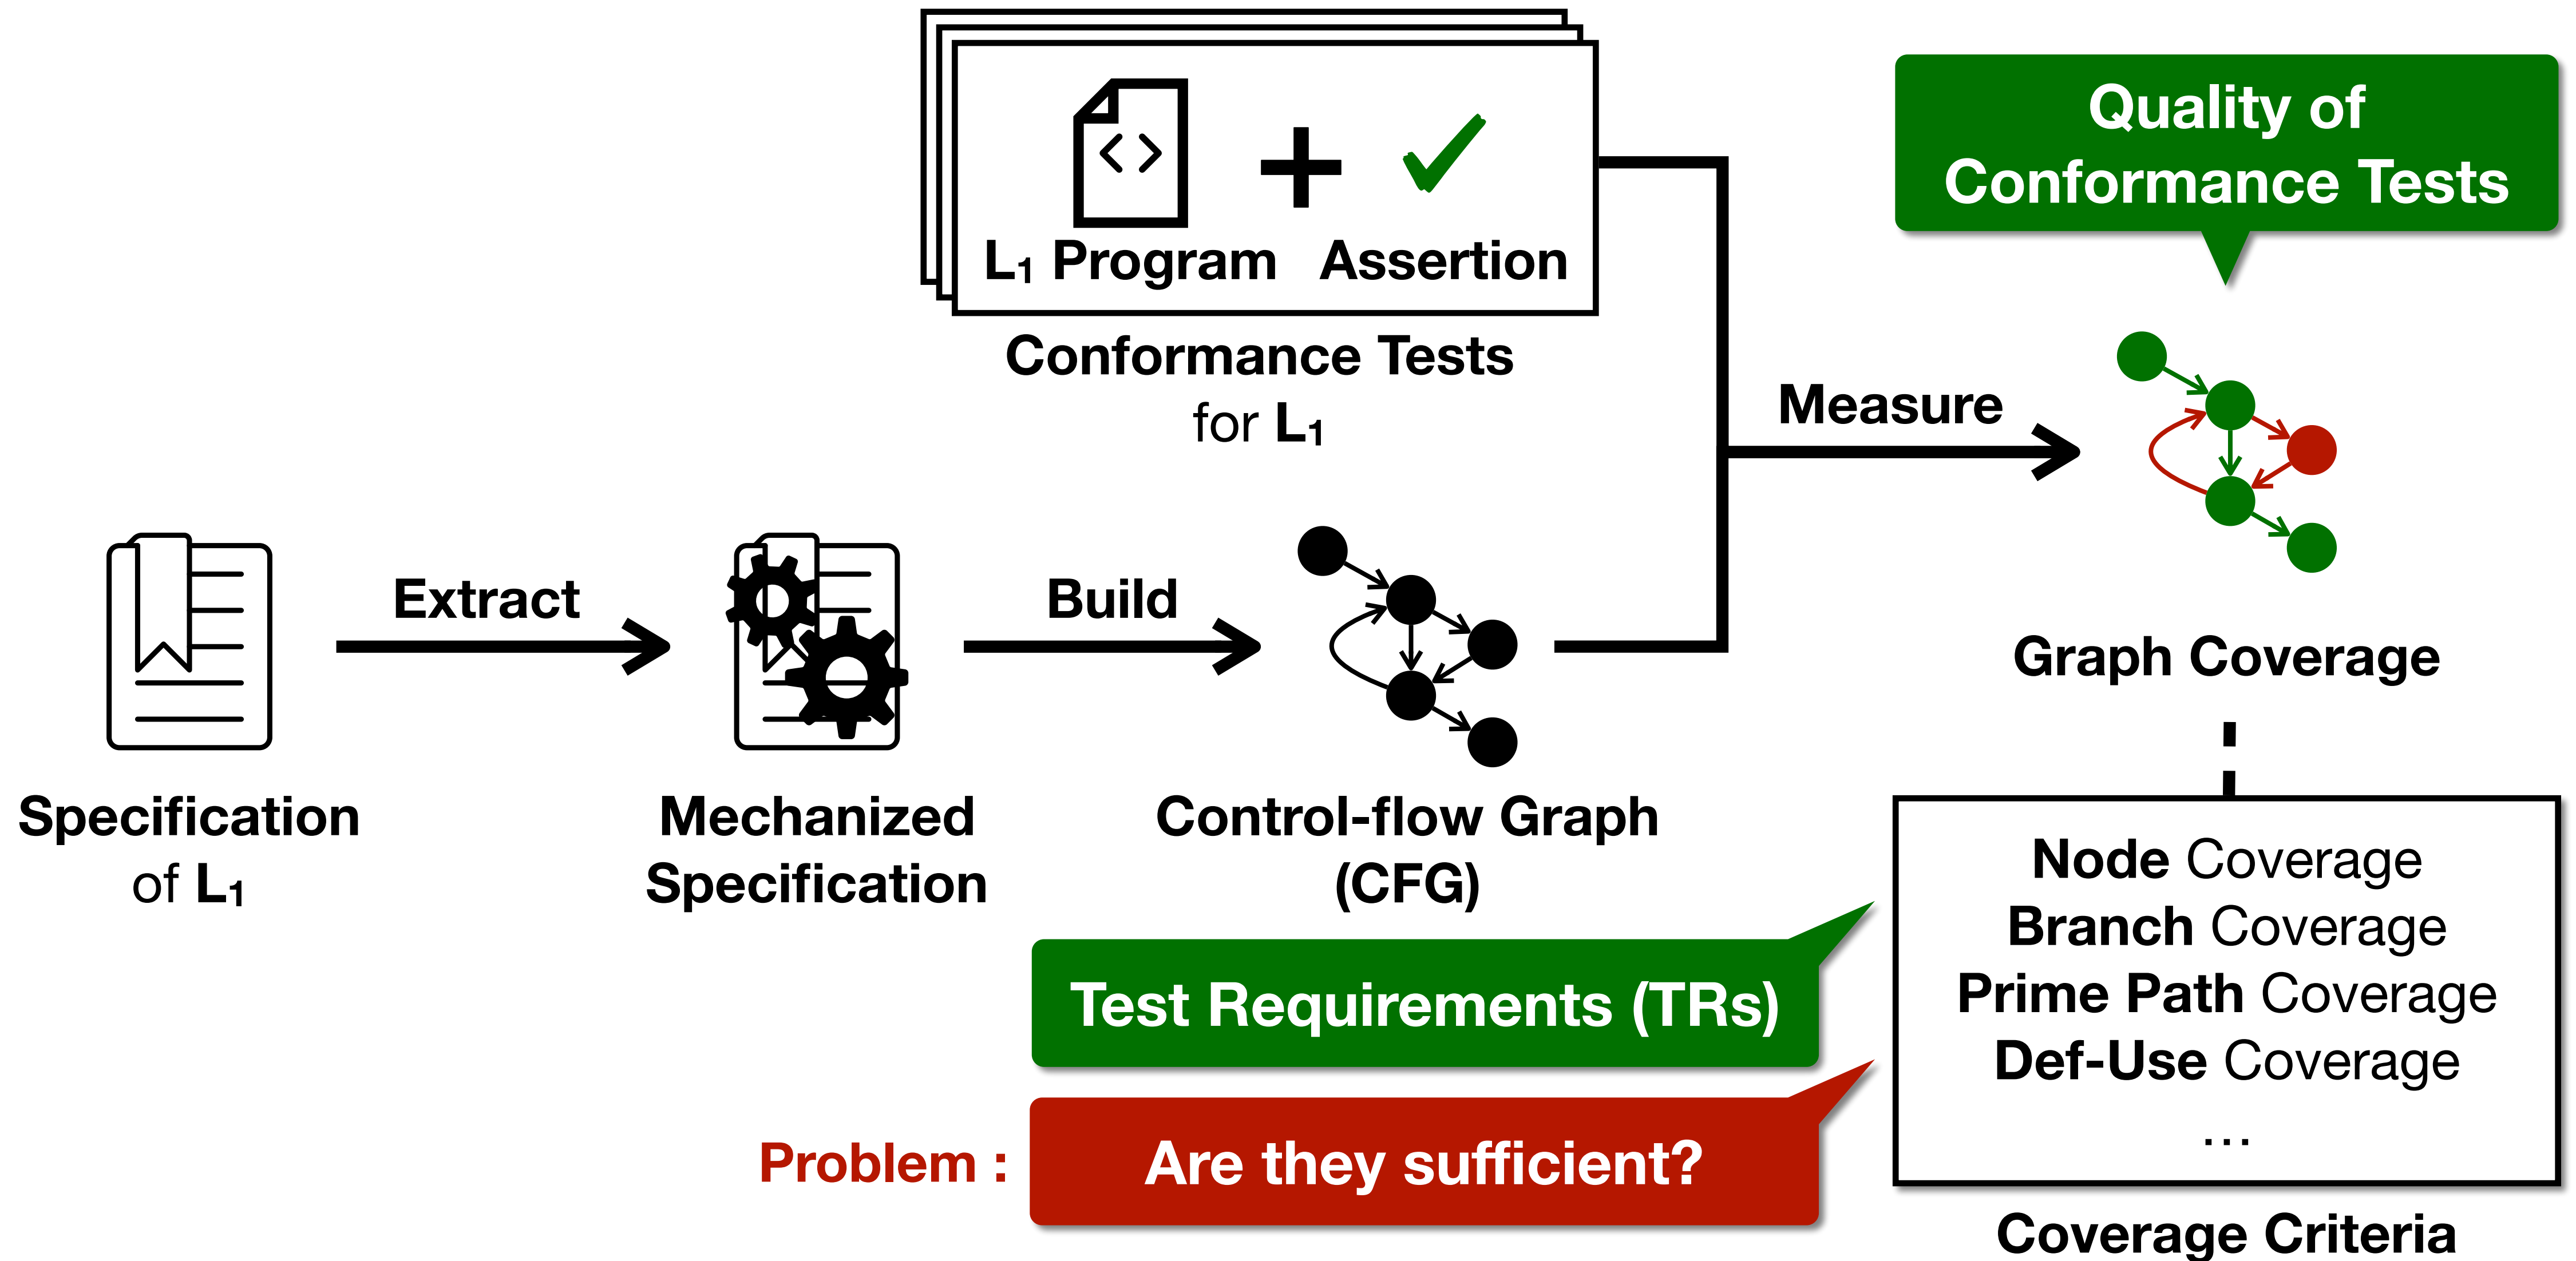 Quality of
Conformance Tests
L₁ Program
Assertion
Conformance Tests
for L₁
Measure
Extract
Build
Graph Coverage
Specification
of L₁
Mechanized
Specification
Control-flow Graph
(CFG)
Node Coverage
Branch Coverage
Prime Path Coverage
Def-Use Coverage
...
Test Requirements (TRs)
Problem :
Are they sufficient?
Coverage Criteria